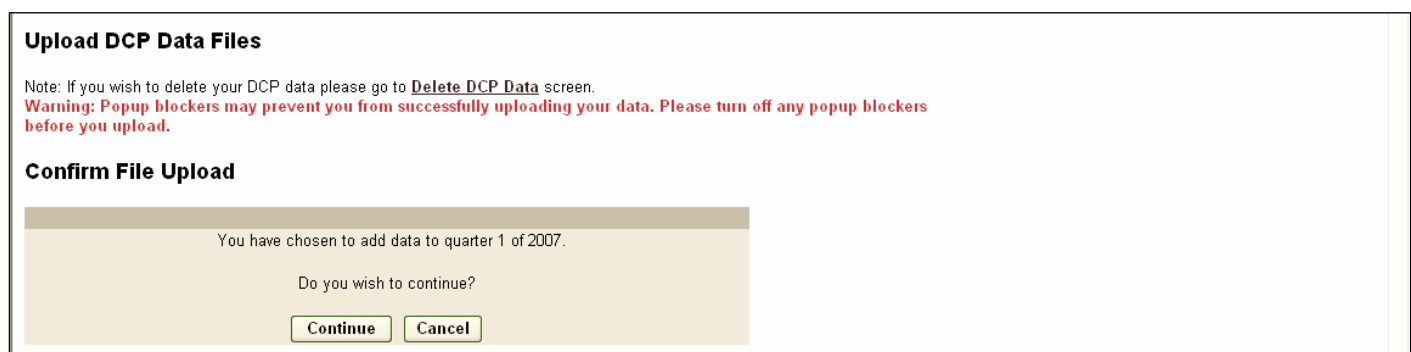 Upload DCP Data Files
Note: If you wish to delete your DCP data please go to Delete DCP Data screen.
Warning: Popup blockers may prevent you from successfully uploading your data. Please turn off any popup blockers
before you upload.
Confirm File Upload
You have chosen to add data to quarter 1 of 2007.
Do you wish to continue?
Continue Cancel